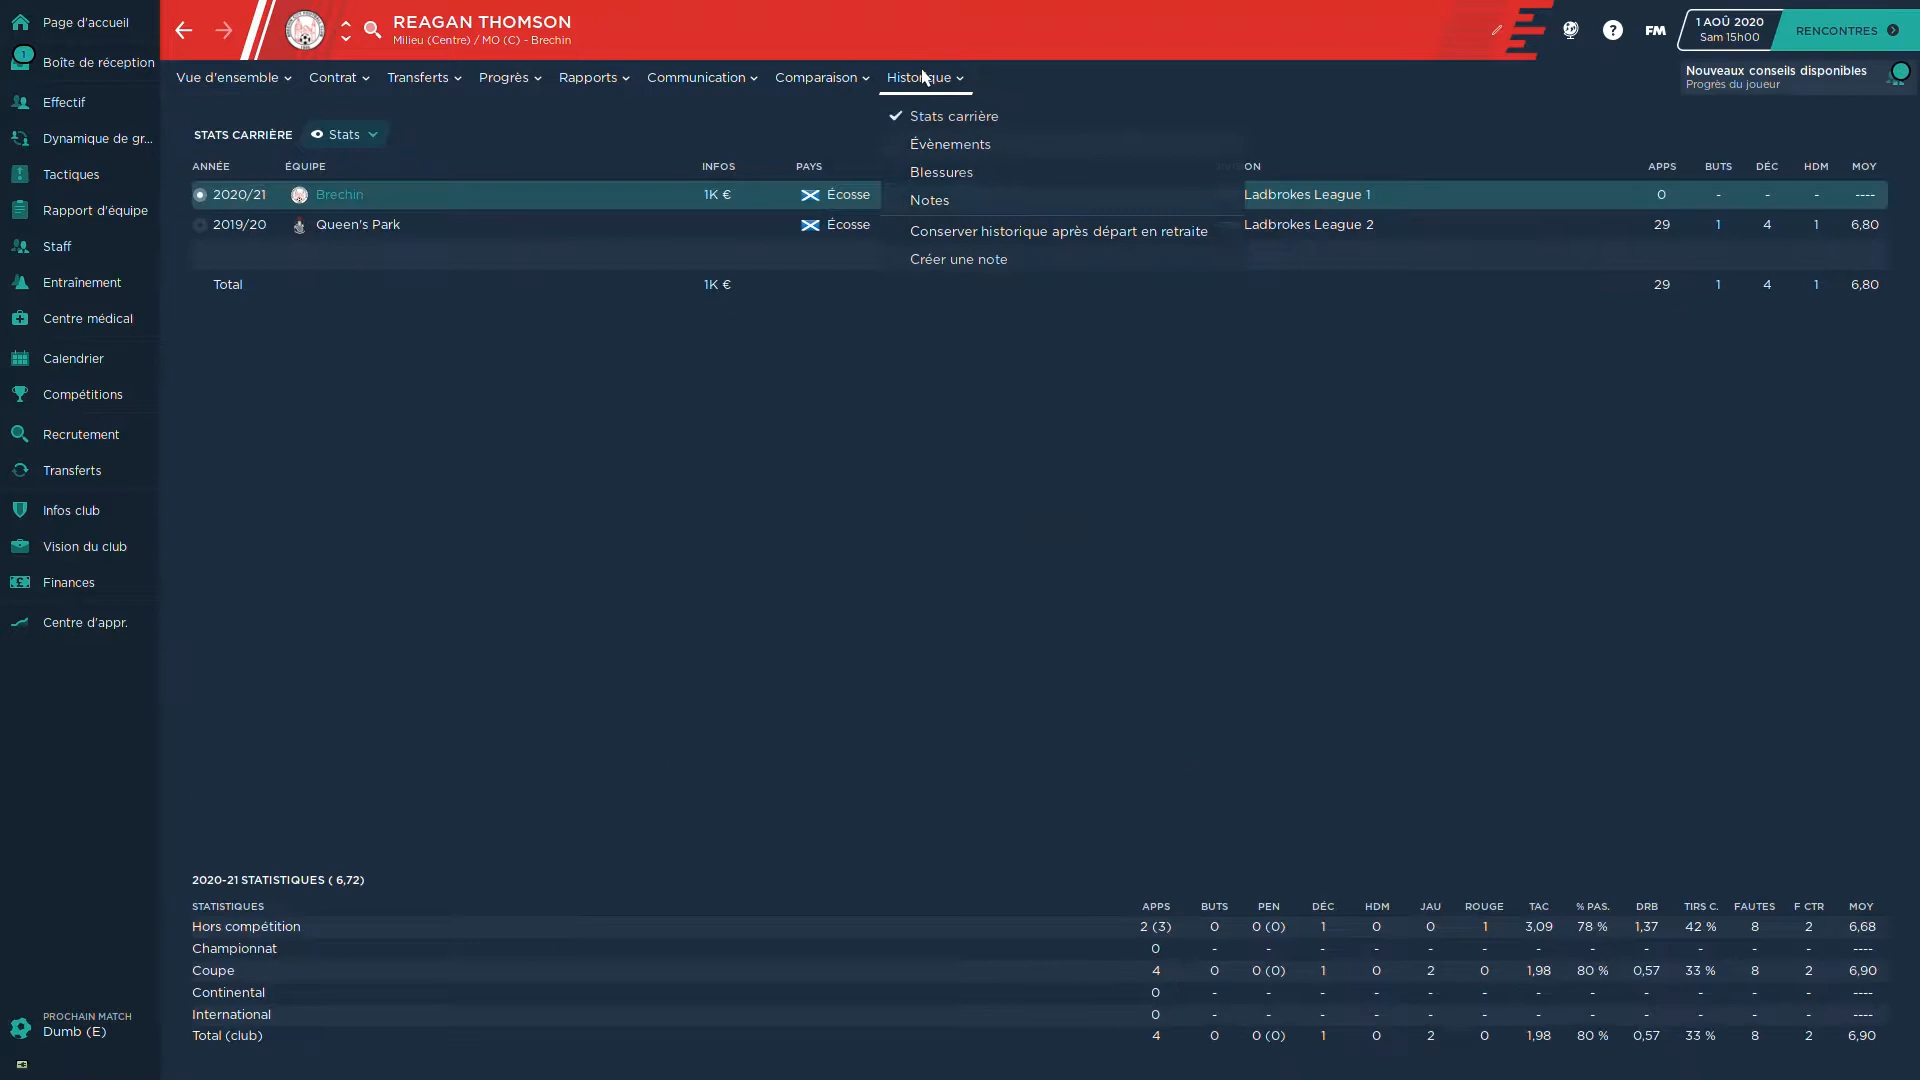 Page d'accueil
1
Boîte de réception
Effectif
Dynamique de gr...
Tactiques
Rapport d'équipe
Staff
Entraînement
Centre médical
Calendrier
Compétitions
Recrutement
Transferts
Infos club
Vision du club
Finances
Centre d'appr.
PROCHAIN MATCH
Dumb (E)
REAGAN THOMSON
Milieu (Centre) / MO (C) - Brechin
FM
1 AOÛ 2020
Sam 15h00
RENCONTRES
Vue d'ensemble Contrat Transferts Progrès Rapports Communication Comparaison Historique
Nouveaux conseils disponibles
Progrès du joueur
Stats carrière
Évènements
Blessures
Notes
Conserver historique après départ en retraite
Créer une note
STATS CARRIÈRE Stats
ANNÉE ÉQUIPE INFOS PAYS ON APPS BUTS DÉC HDM MOY
2020/21 Brechin 1K € Écosse Ladbrokes League 1 0 - - - ----
2019/20 Queen's Park Écosse Ladbrokes League 2 29 1 4 1 6,80
Total 1K € 29 1 4 1 6,80
2020-21 STATISTIQUES ( 6,72)
STATISTIQUES APPS BUTS PEN DÉC HDM JAU ROUGE TAC % PAS. DRB TIRS C. FAUTES F CTR MOY
Hors compétition 2 (3) 0 0 (0) 1 0 0 1 3,09 78 % 1,37 42 % 8 2 6,68
Championnat 0 - - - - - - - - - - - - ----
Coupe 4 0 0 (0) 1 0 2 0 1,98 80 % 0,57 33 % 8 2 6,90
Continental 0 - - - - - - - - - - - - ----
International 0 - - - - - - - - - - - - ----
Total (club) 4 0 0 (0) 1 0 2 0 1,98 80 % 0,57 33 % 8 2 6,90